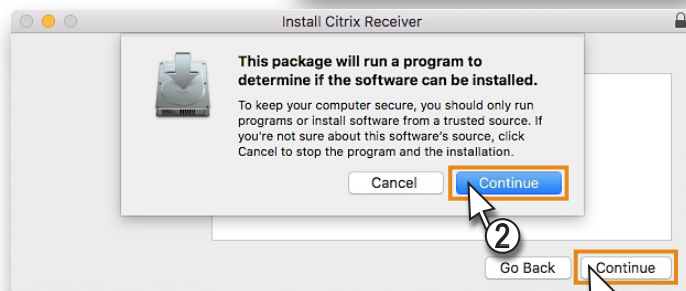 Install Citrix Receiver
This package will run a program to
determine if the software can be installed.
To keep your computer secure, you should only run
programs or install software from a trusted source. If
you're not sure about this software's source, click
Cancel to stop the program and the installation.
Cancel Continue
2
Go Back Continue